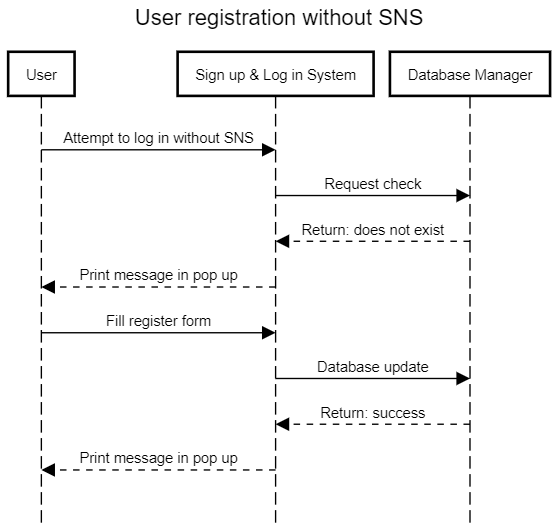 User registration without SNS
User
Sign up & Log in System
Database Manager
Attempt to log in without SNS
Request check
Return: does not exist
Print message in pop up
Fill register form
Database update
Return: success
Print message in pop up